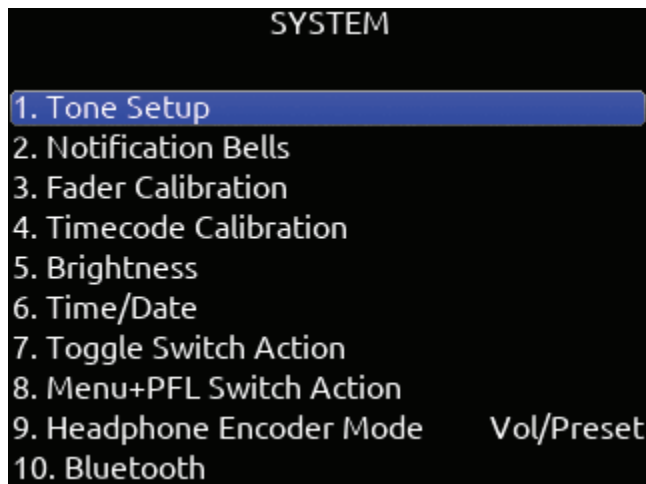 SYSTEM
1. Tone Setup
2. Notification Bells
3. Fader Calibration
4. Timecode Calibration
5. Brightness
6. Time/Date
7. Toggle Switch Action
8. Menu+PFL Switch Action
9. Headphone Encoder Mode Vol/Preset
10. Bluetooth